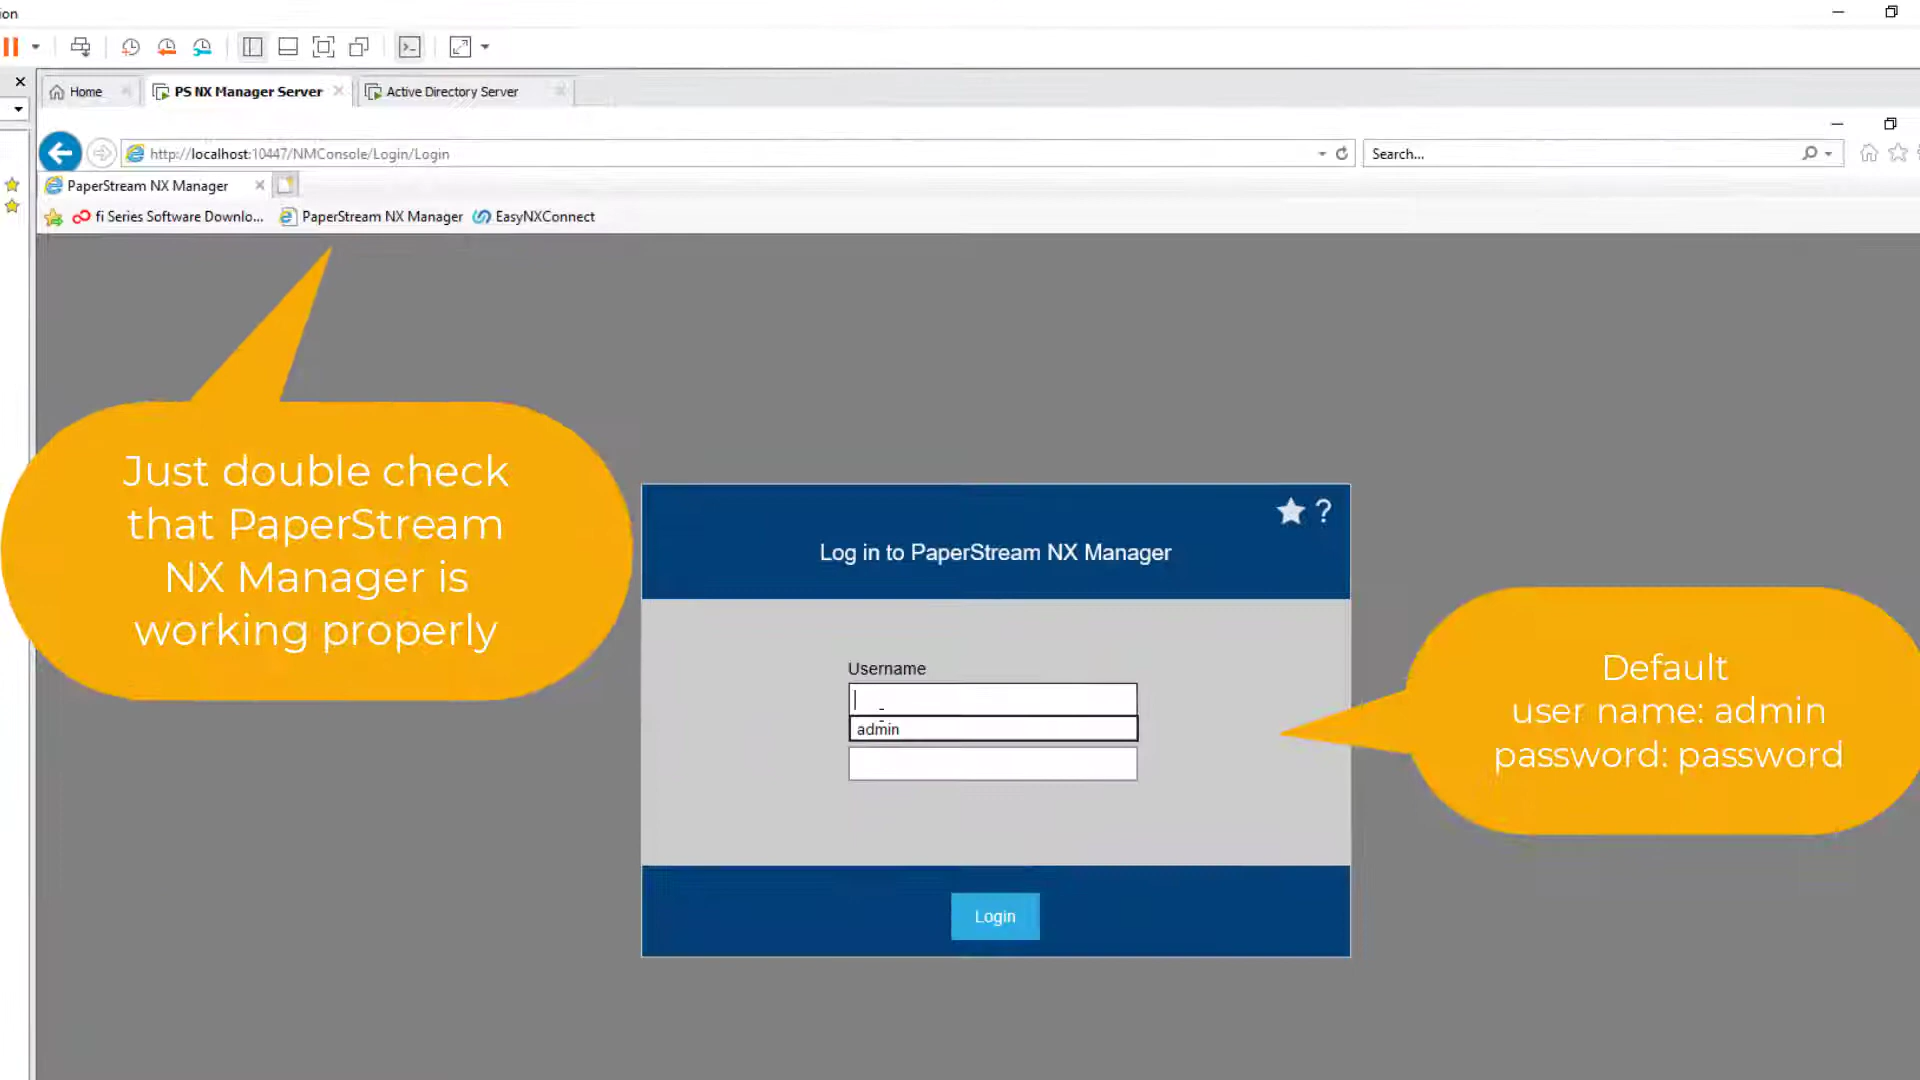 ion
Home
PS NX Manager Server
Active Directory Server
http://localhost:10447/NMConsole/Login/Login
Search...
PaperStream NX Manager
fi Series Software Downlo...
PaperStream NX Manager
EasyNXConnect
Just double check
that PaperStream
NX Manager is
working properly
?
Log in to PaperStream NX Manager
Username
admin
Login
Default
user name: admin
password: password